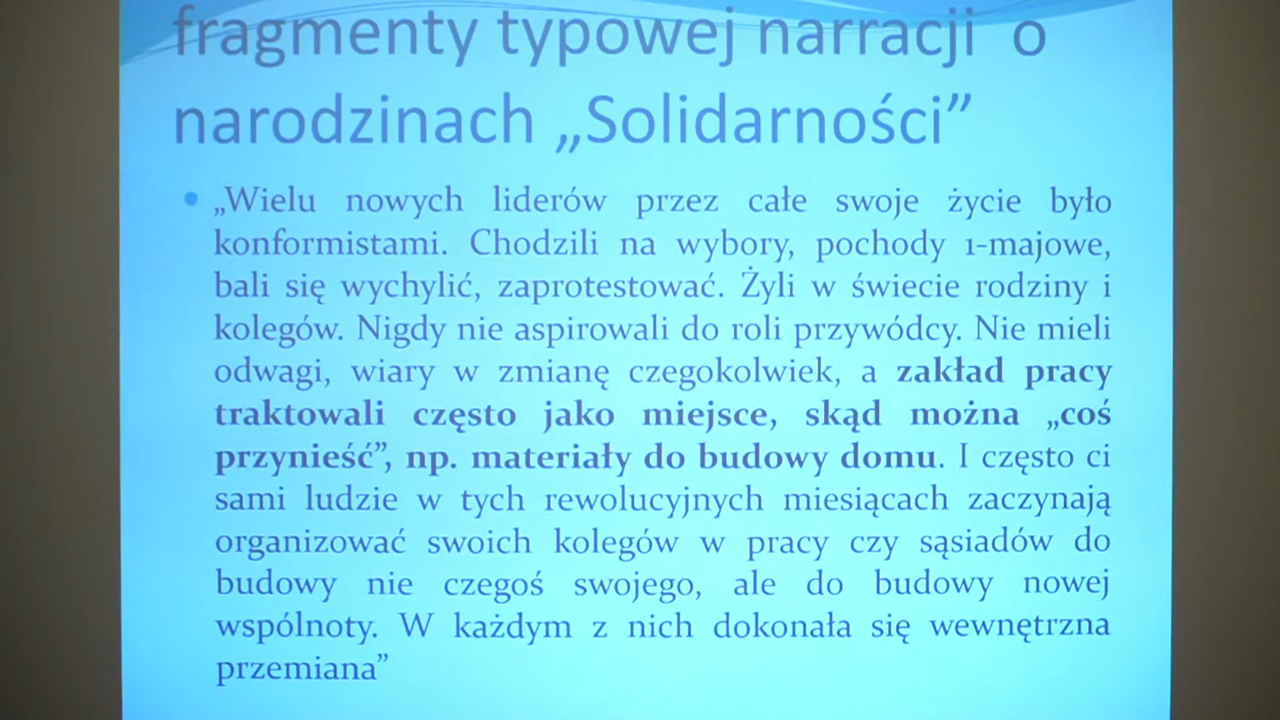 fragmenty typowej narracji o
narodzinach „Solidarności”
• „Wielu nowych liderów przez całe swoje życie było
konformistami. Chodzili na wybory, pochody 1-majowe,
bali się wychylić, zaprotestować. Żyli w świecie rodziny i
kolegów. Nigdy nie aspirowali do roli przywódcy. Nie mieli
odwagi, wiary w zmianę czegokolwiek, a zakład pracy
traktowali często jako miejsce, skąd można „coś
przynieść”, np. materiały do budowy domu. I często ci
sami ludzie w tych rewolucyjnych miesiącach zaczynają
organizować swoich kolegów w pracy czy sąsiadów do
budowy nie czegoś swojego, ale do budowy nowej
wspólnoty. W każdym z nich dokonała się wewnętrzna
przemiana”